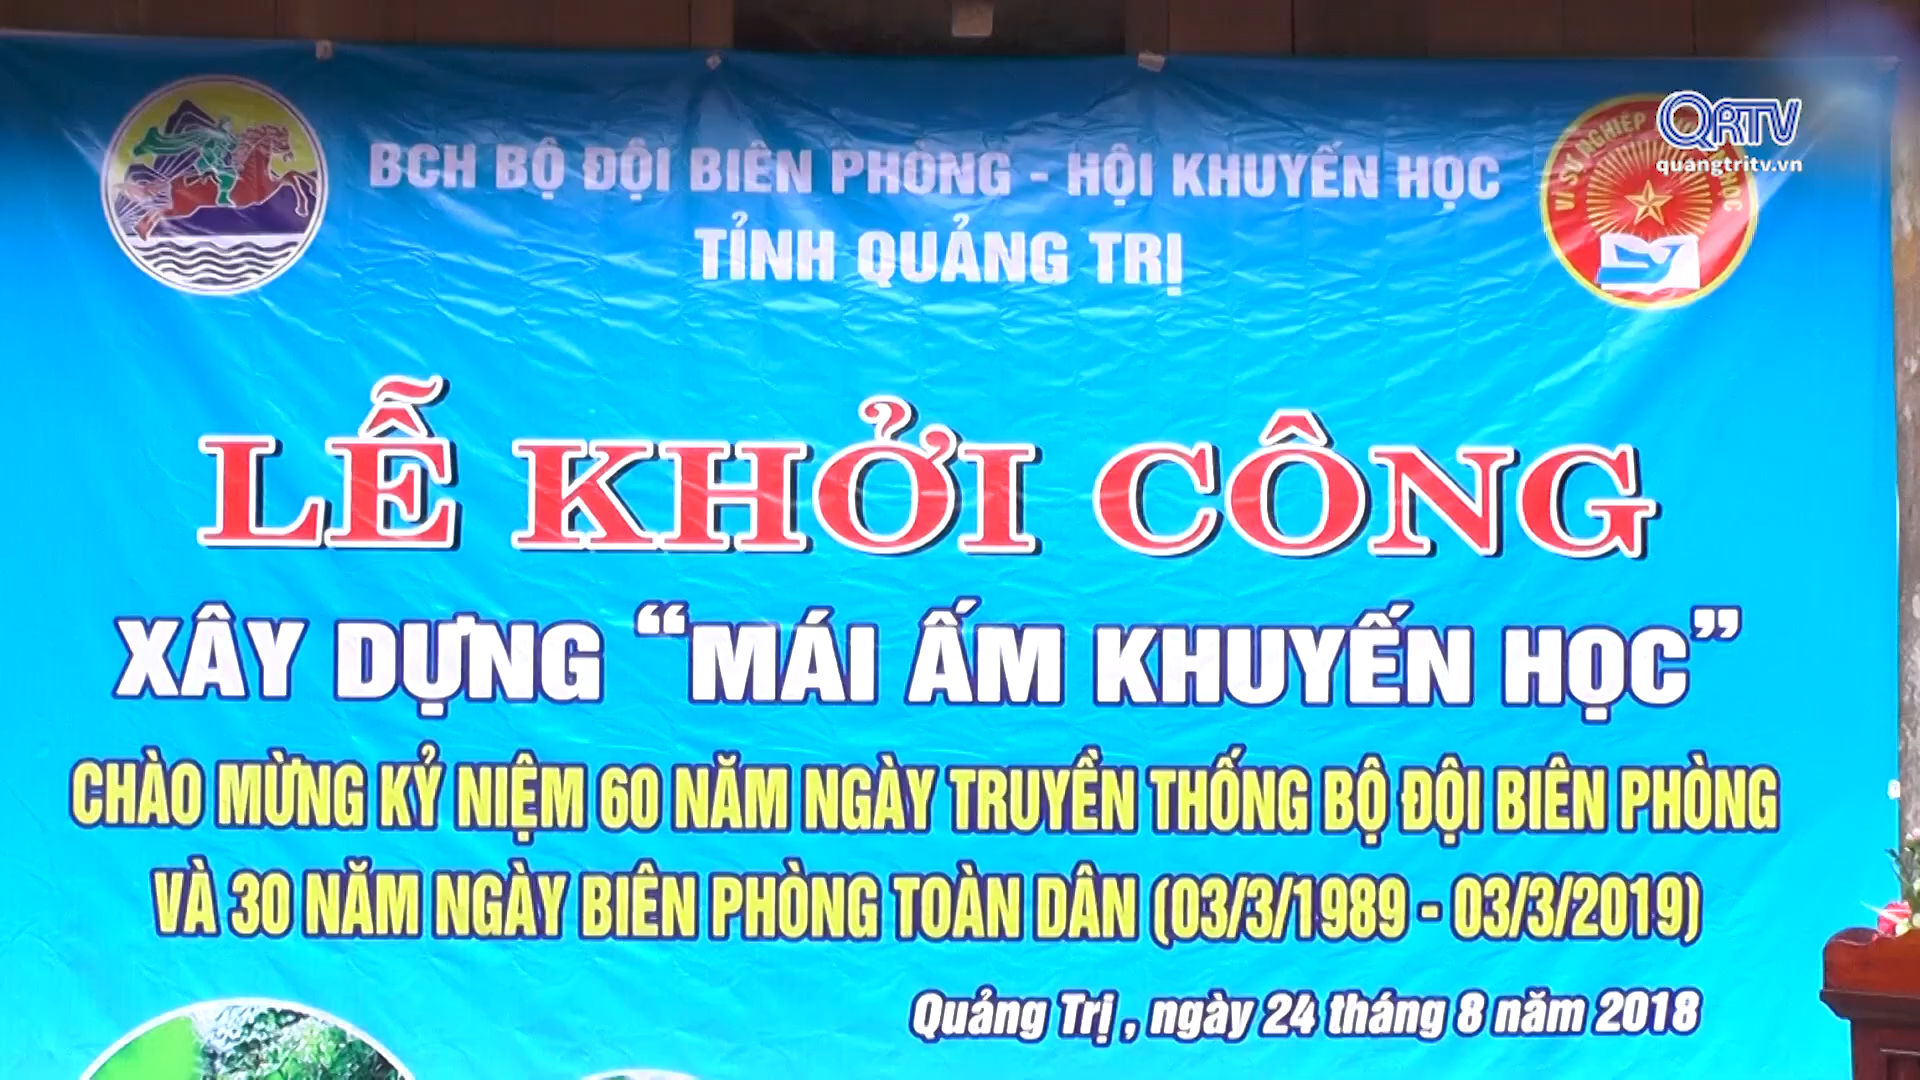 QRTV
quangtritv.vn
BCH BỘ ĐỘI BIÊN PHÒNG - HỘI KHUYẾN HỌC
TỈNH QUẢNG TRỊ
LỄ KHỞI CÔNG
XÂY DỰNG “MÁI ẤM KHUYẾN HỌC”
CHÀO MỪNG KỶ NIỆM 60 NĂM NGÀY TRUYỀN THỐNG BỘ ĐỘI BIÊN PHÒNG
VÀ 30 NĂM NGÀY BIÊN PHÒNG TOÀN DÂN (03/3/1989 - 03/3/2019)
Quảng Trị , ngày 24 tháng 8 năm 2018
VÌ SỰ NGHIỆP